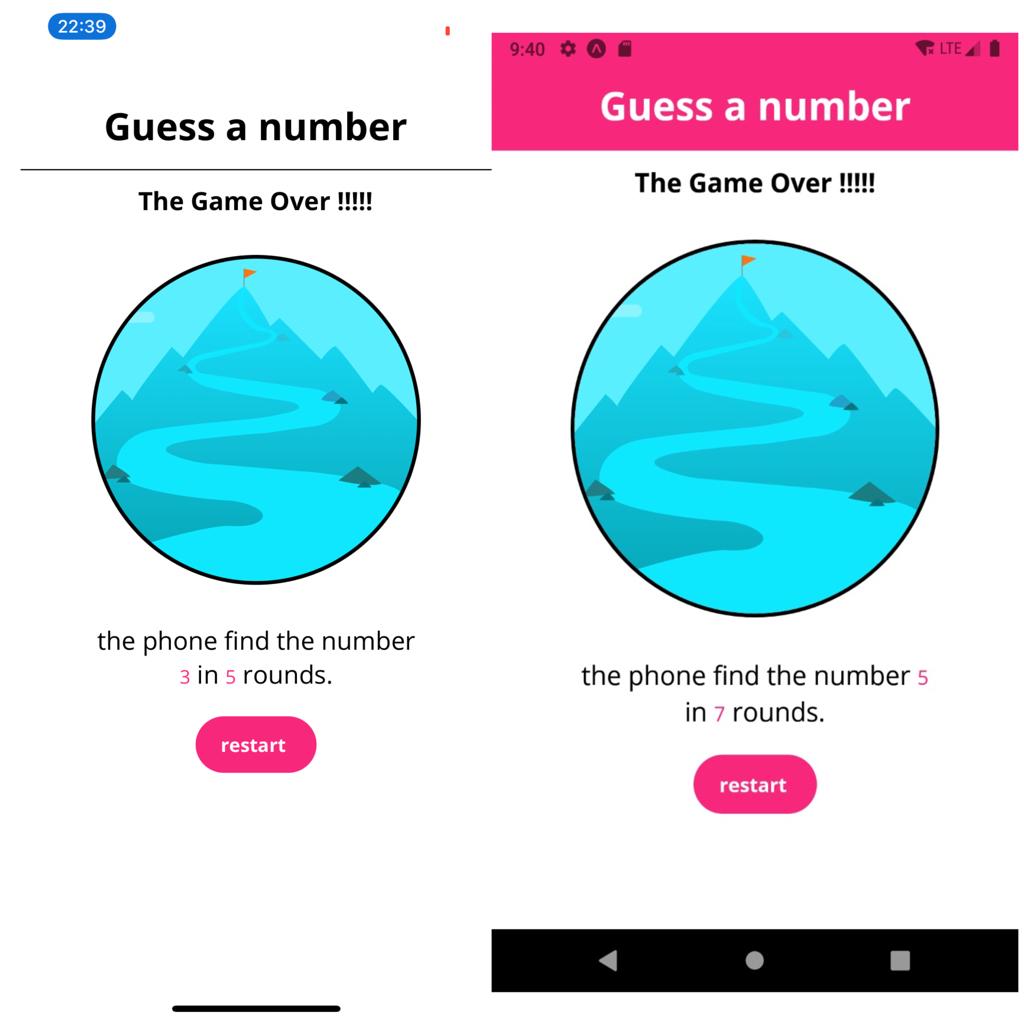 22:39
Guess a number
The Game Over !!!!!
the phone find the number
3 in 5 rounds.
restart
9:40
LTE
Guess a number
The Game Over !!!!!
the phone find the number 5
in 7 rounds.
restart